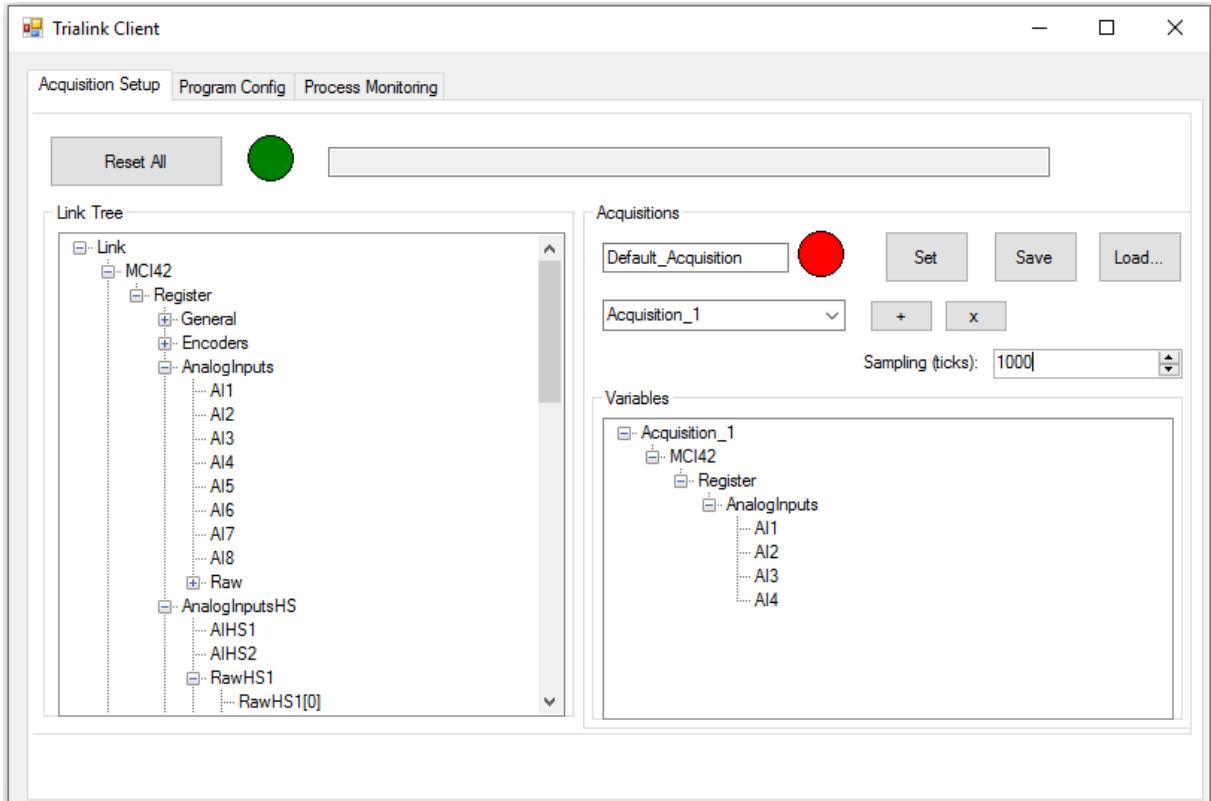 Trialink Client
Acquisition Setup Program Config Process Monitoring
Reset All
Link Tree
Link
MCI42
Register
General
Encoders
AnalogInputs
AI1
AI2
AI3
AI4
AI5
AI6
AI7
AI8
Raw
AnalogInputsHS
AIHS1
AIHS2
RawHS1
RawHS1[0]
Acquisitions
Default_Acquisition Set Save Load...
Acquisition_1 + x
Sampling (ticks): 1000
Variables
Acquisition_1
MCI42
Register
AnalogInputs
AI1
AI2
AI3
AI4